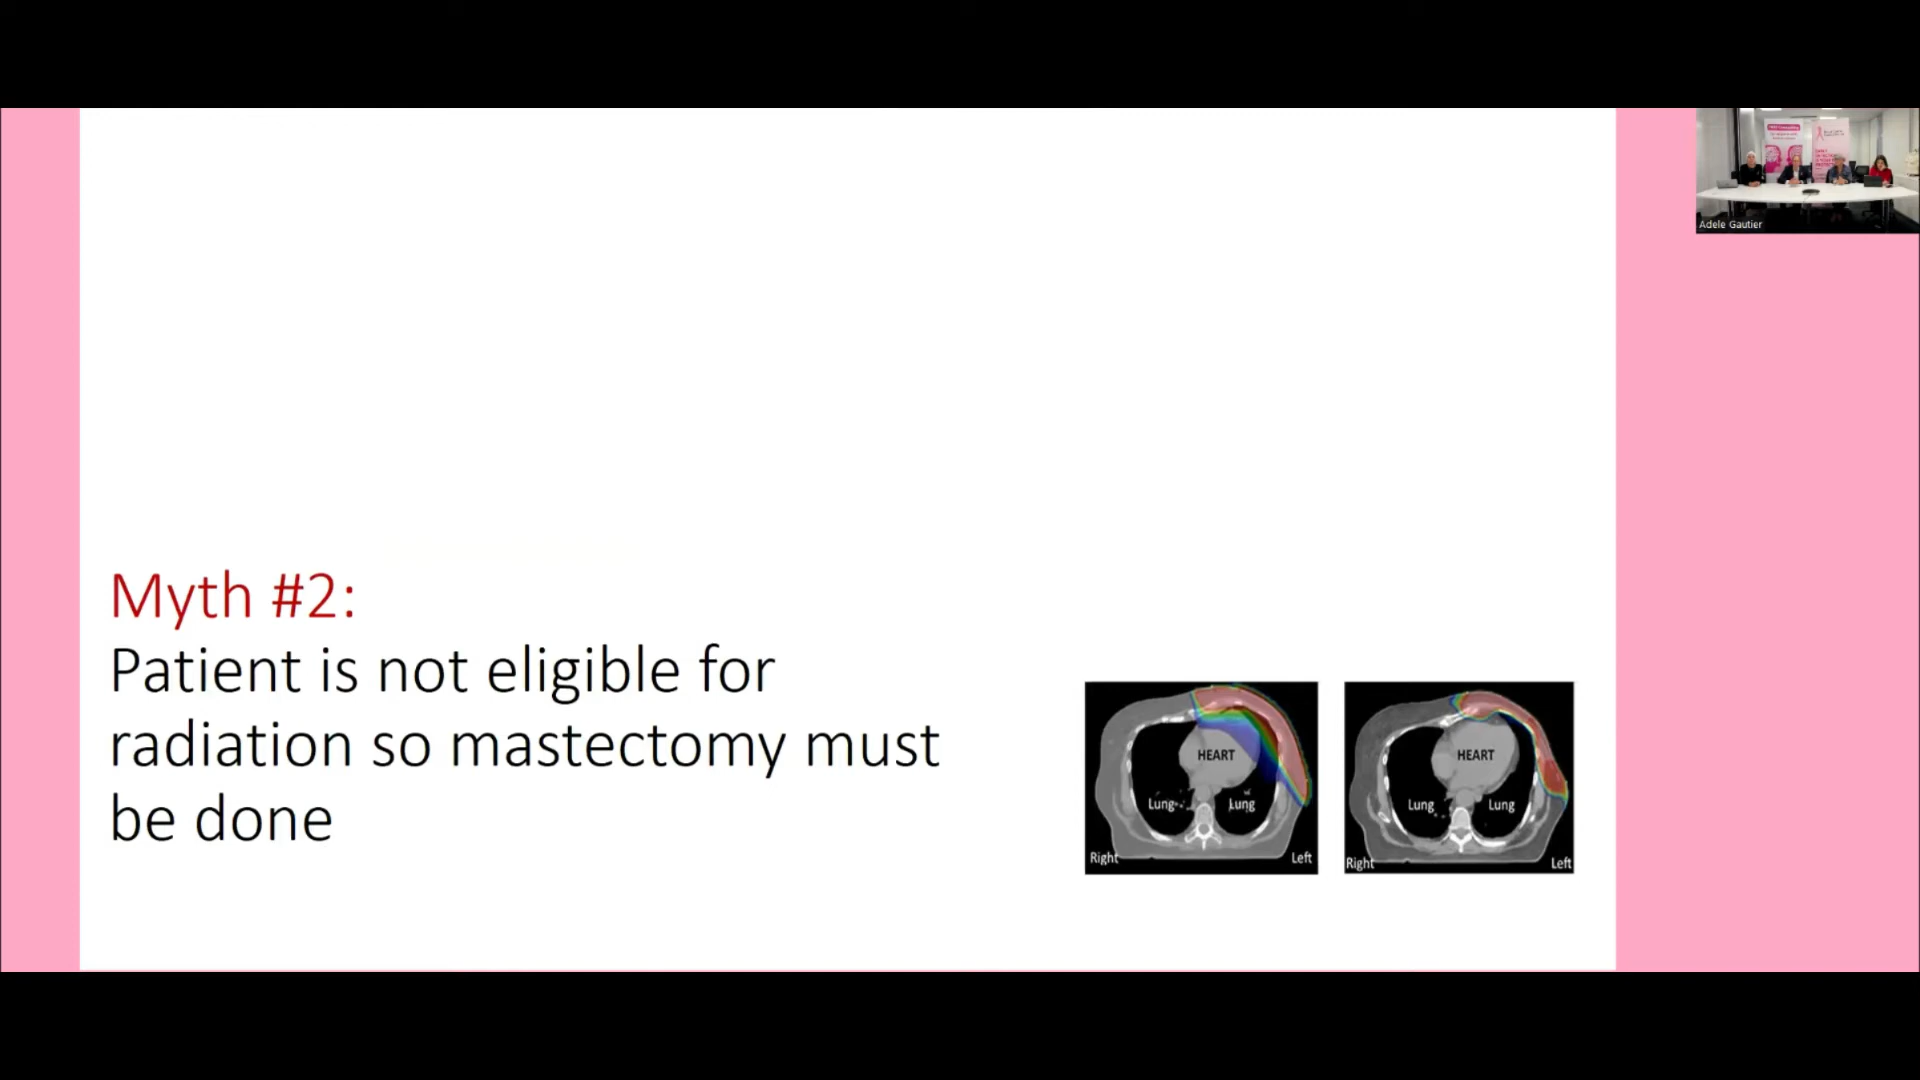 Adele Gautier
Myth #2:
Patient is not eligible for
radiation so mastectomy must
be done
HEART
Lung
Lung
Right
Left
HEART
Lung
Lung
Right
Left